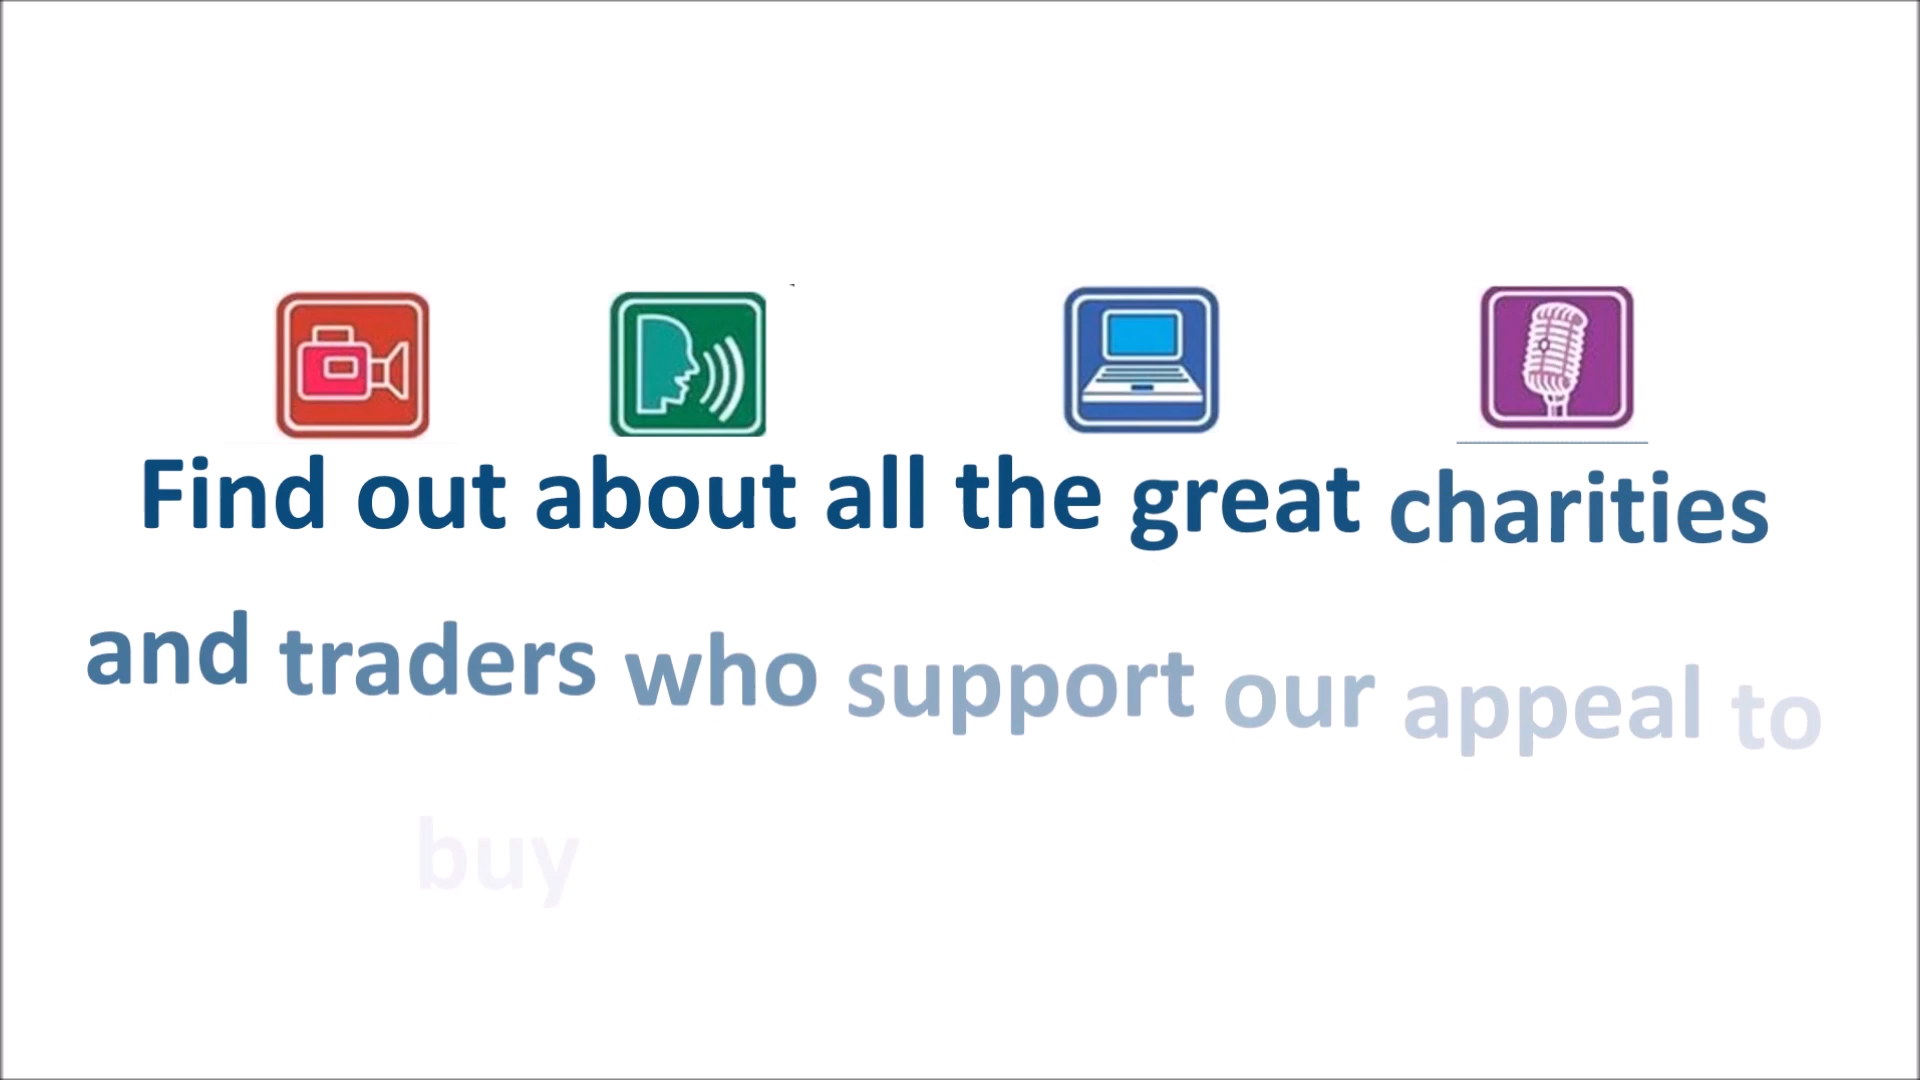 Find out about all the great charities
and traders who support our appeal to
buy